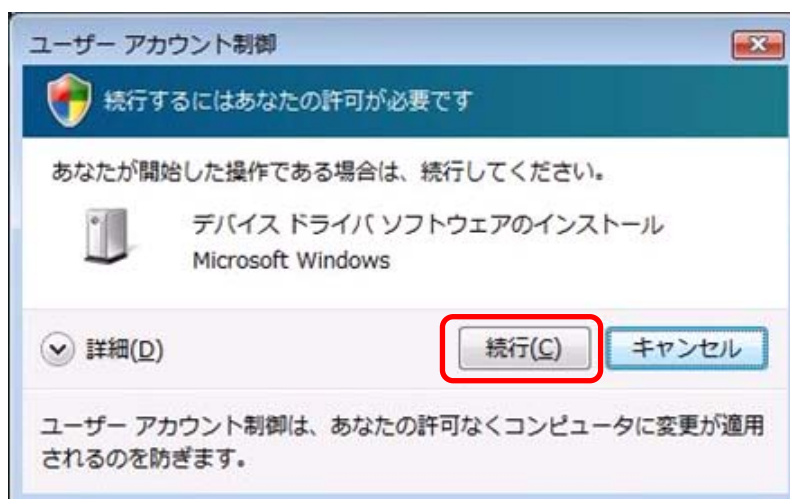 ユーザー アカウント制御
続行するにはあなたの許可が必要です
あなたが開始した操作である場合は、続行してください。
デバイス ドライバ ソフトウェアのインストール
Microsoft Windows
詳細(D)
続行(C)
キャンセル
ユーザー アカウント制御は、あなたの許可なくコンピュータに変更が適用
されるのを防ぎます。